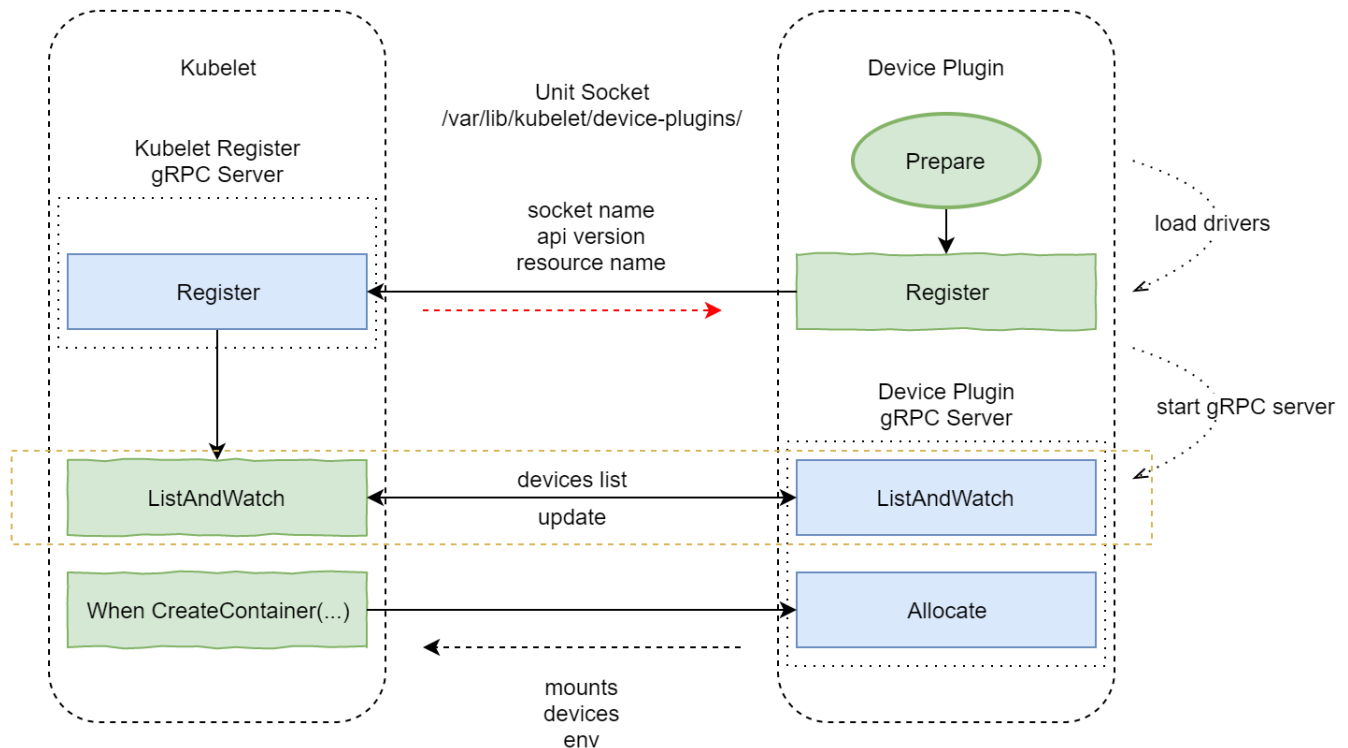 Kubelet
Device Plugin
Unit Socket
/var/lib/kubelet/device-plugins/
Kubelet Register
gRPC Server
Prepare
socket name
api version
resource name
load drivers
Register
Register
Device Plugin
gRPC Server
start gRPC server
ListAndWatch
devices list
update
ListAndWatch
When CreateContainer(...)
Allocate
mounts
devices
env